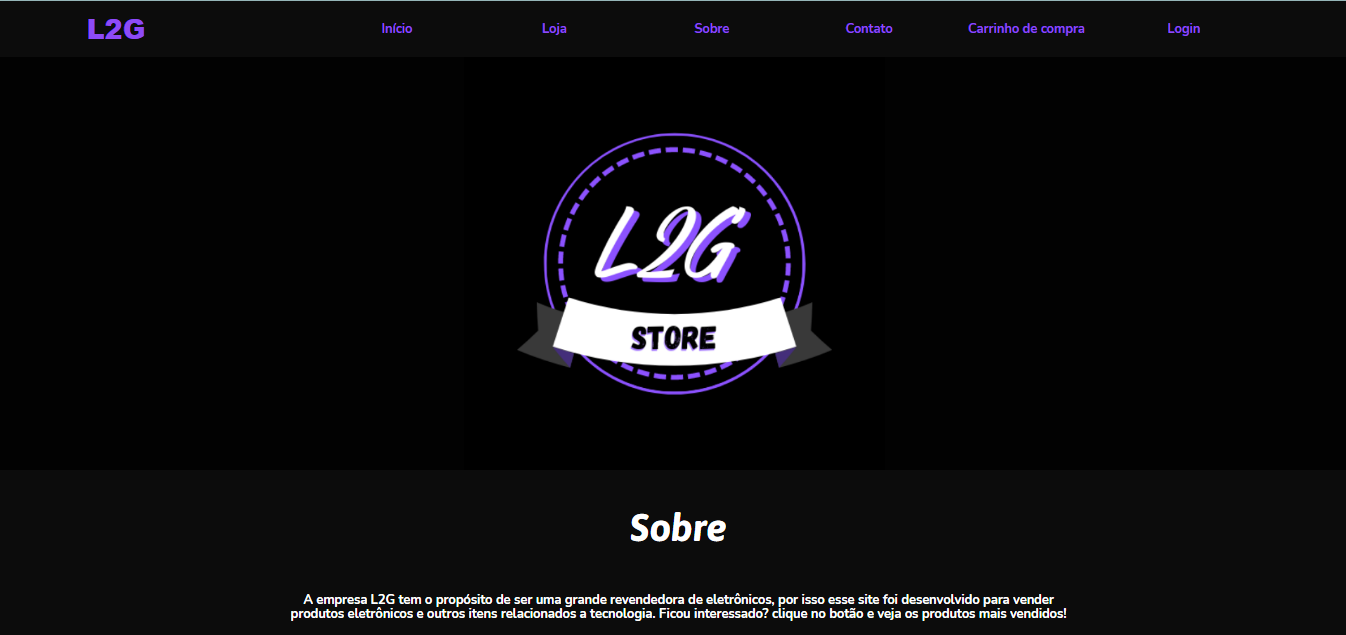 L2G
Início Loja Sobre Contato Carrinho de compra Login
L2G
STORE
Sobre
A empresa L2G tem o propósito de ser uma grande revendedora de eletrônicos, por isso esse site foi desenvolvido para vender
produtos eletrônicos e outros itens relacionados a tecnologia. Ficou interessado? clique no botão e veja os produtos mais vendidos!